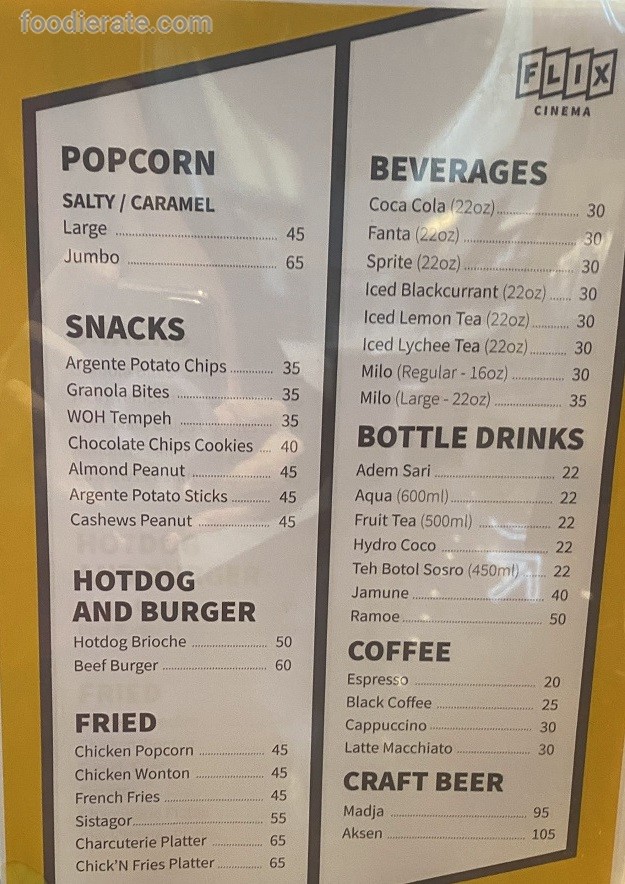 foodierate.com
FLIX
CINEMA
POPCORN
SALTY / CARAMEL
Large 45
Jumbo 65
SNACKS
Argente Potato Chips 35
Granola Bites 35
WOH Tempeh 35
Chocolate Chips Cookies 40
Almond Peanut 45
Argente Potato Sticks 45
Cashews Peanut 45
HOTDOG
AND BURGER
Hotdog Brioche 50
Beef Burger 60
FRIED
Chicken Popcorn 45
Chicken Wonton 45
French Fries 45
Sistagor 55
Charcuterie Platter 65
Chick'N Fries Platter 65
BEVERAGES
Coca Cola (22oz) 30
Fanta (22oz) 30
Sprite (22oz) 30
Iced Blackcurrant (22oz) 30
Iced Lemon Tea (22oz) 30
Iced Lychee Tea (22oz) 30
Milo (Regular - 16oz) 30
Milo (Large - 22oz) 35
BOTTLE DRINKS
Adem Sari 22
Aqua (600ml) 22
Fruit Tea (500ml) 22
Hydro Coco 22
Teh Botol Sosro (450ml) 22
Jamune 40
Ramoe 50
COFFEE
Espresso 20
Black Coffee 25
Cappuccino 30
Latte Macchiato 30
CRAFT BEER
Madja 95
Aksen 105